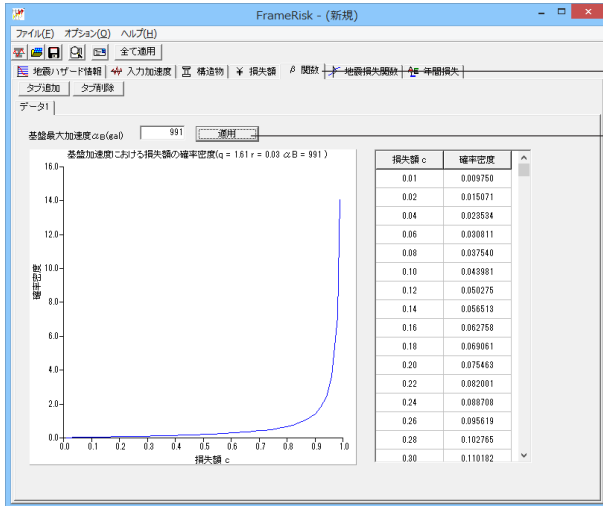 FrameRisk - (新規)
ファイル(F) オプション(O) ヘルプ(H)
全て適用
地震ハザード情報 入力加速度 構造物 ¥ 損失額 β 関数 地震損失関数 年間損失
タブ追加 タブ削除
データ1
基盤最大加速度αB(gal) 991 適用
基盤加速度における損失額の確率密度(q = 1.61 r = 0.03 αB = 991 )
16.0
14.0
10.0
8.0
6.0
4.0
2.0
0.0
確率密度
0.0 0.1 0.2 0.3 0.4 0.5 0.6 0.7 0.8 0.9 1.0
損失額 c
損失額 c 確率密度
0.01 0.009750
0.02 0.015071
0.04 0.023534
0.06 0.030811
0.08 0.037540
0.10 0.043981
0.12 0.050275
0.14 0.056513
0.16 0.062758
0.18 0.069061
0.20 0.075463
0.22 0.082001
0.24 0.088708
0.26 0.095619
0.28 0.102765
0.30 0.110182